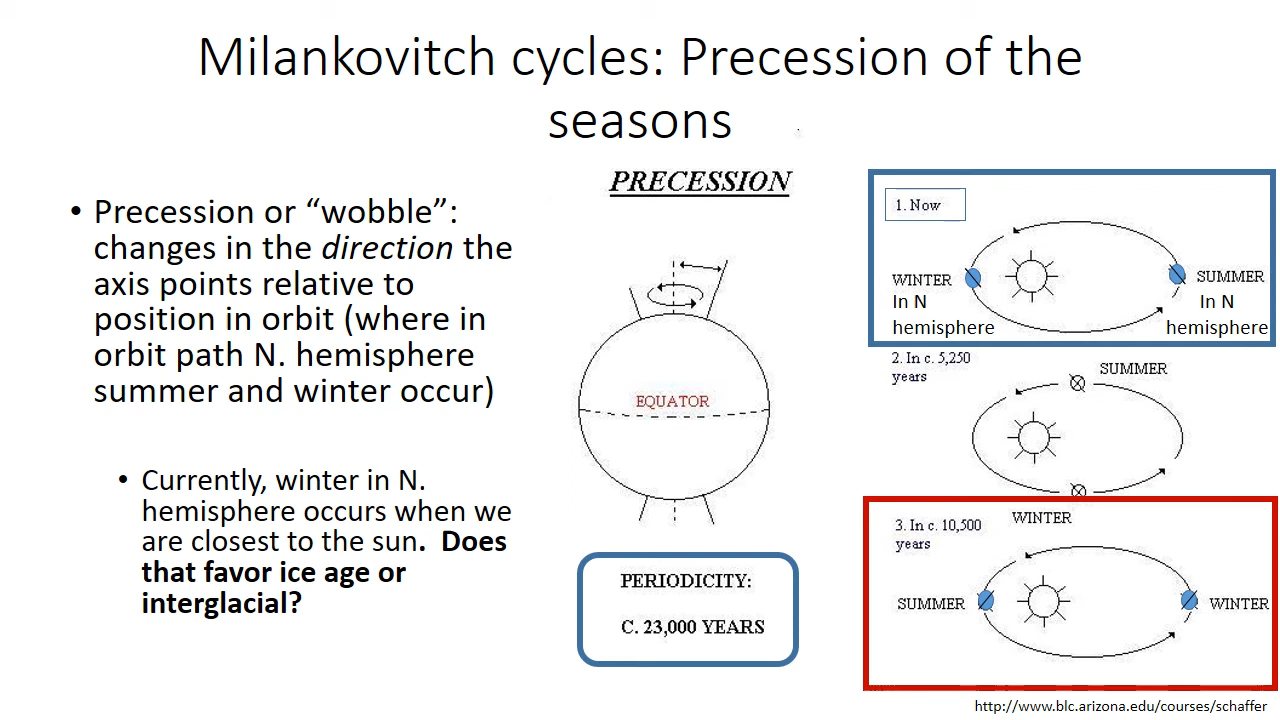 Milankovitch cycles: Precession of the
seasons
• Precession or “wobble”:
changes in the direction the
axis points relative to
position in orbit (where in
orbit path N. hemisphere
summer and winter occur)
• Currently, winter in N.
hemisphere occurs when we
are closest to the sun. Does
that favor ice age or
interglacial?
PRECESSION
EQUATOR
PERIODICITY:
C. 23,000 YEARS
1. Now
WINTER
In N
hemisphere
SUMMER
In N
hemisphere
2. In c. 5,250
years
SUMMER
WINTER
3. In c. 10,500
years
SUMMER
WINTER
http://www.blc.arizona.edu/courses/schaffer